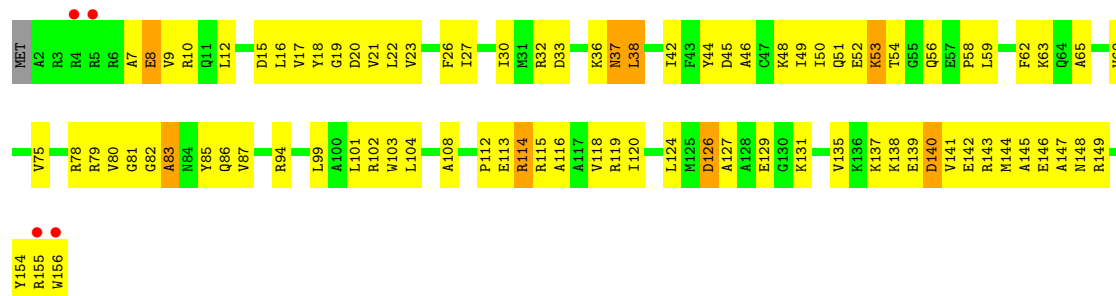 MET A2 R3 R4 R5 R6 A7 E8 V9 R10 Q11 L12 D15 L16 V17 Y18 G19 D20 V21 L22 V23 F26 I27 I30 M31 R32 D33 K36 N37 L38 I42 F43 Y44 D45 A46 C47 K48 I49 I50 Q51 E52 K53 T54 G55 Q56 E57 P58 L59 F62 K63 Q64 A65
V75 R78 R79 V80 G81 G82 A83 N84 Y85 Q86 V87 R94 L99 A100 L101 R102 W103 L104 A108 P112 E113 R114 R115 A116 A117 V118 R119 I120 L124 M125 D126 A127 A128 E129 G130 K131 V135 K136 K137 K138 E139 D140 V141 E142 R143 M144 A145 E146 A147 N148 R149
Y154 R155 W156